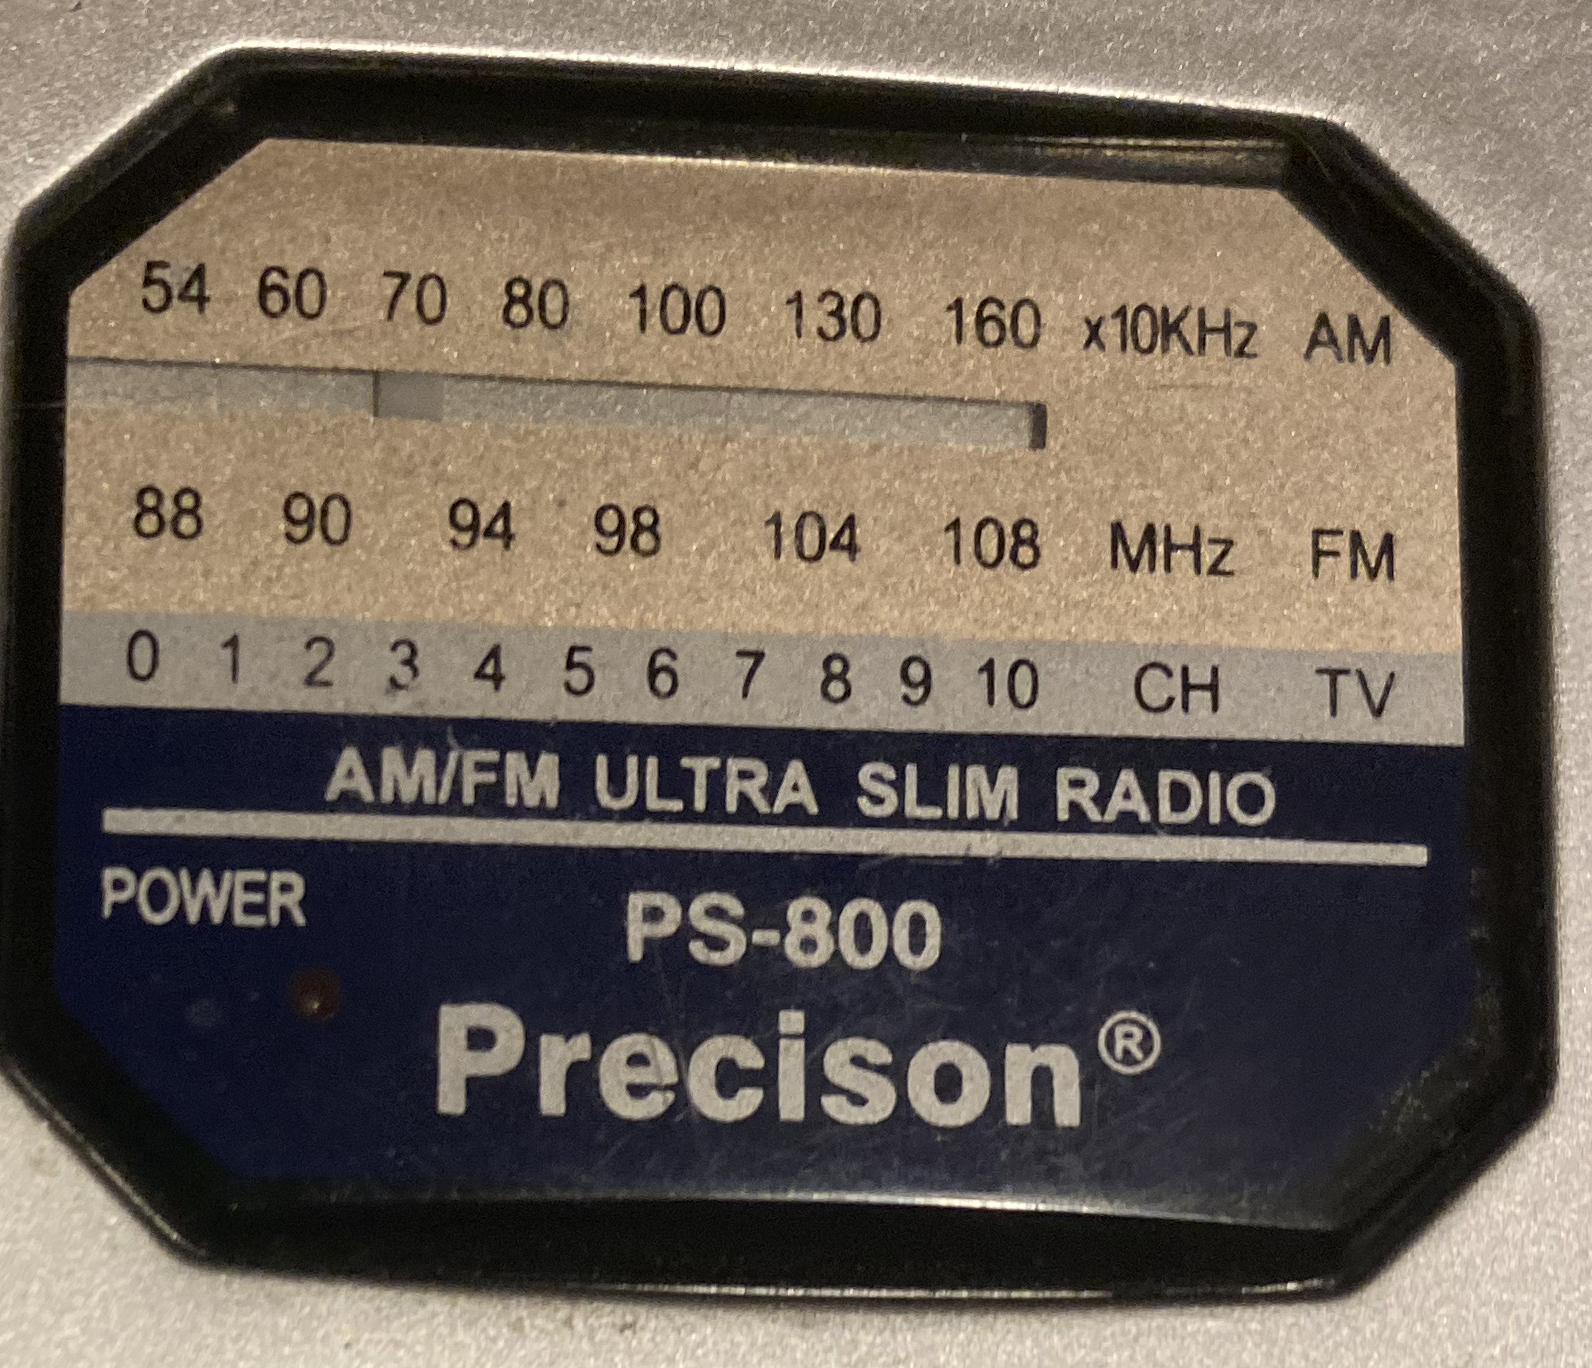 54 60 70 80 100 130 160 x10KHz AM
88 90 94 98 104 108 MHz FM
0 1 2 3 4 5 6 7 8 9 10 CH TV
AM/FM ULTRA SLIM RADIO
POWER
PS-800
Precison®